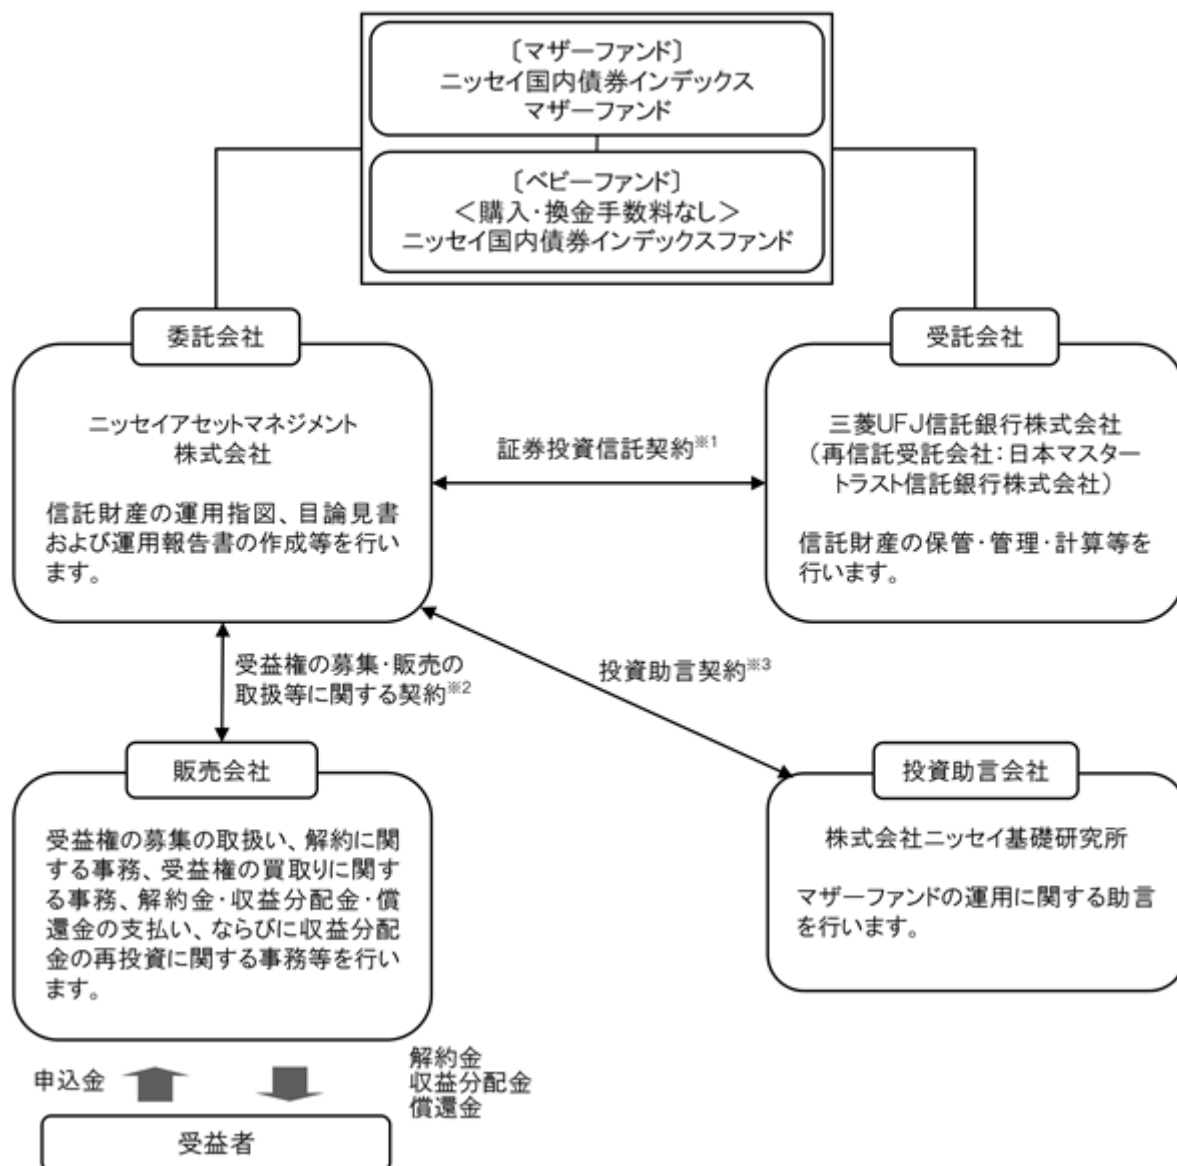 〔マザーファンド〕
ニッセイ国内債券インデックス
マザーファンド
〔ベビーファンド〕
＜購入・換金手数料なし＞
ニッセイ国内債券インデックスファンド
委託会社
ニッセイアセットマネジメント
株式会社
信託財産の運用指図、目論見書
および運用報告書の作成等を行い
ます。
証券投資信託契約※1
受託会社
三菱UFJ信託銀行株式会社
（再信託受託会社：日本マスター
トラスト信託銀行株式会社）
信託財産の保管・管理・計算等を
行います。
受益権の募集・販売の
取扱等に関する契約※2
投資助言契約※3
販売会社
受益権の募集の取扱い、解約に関
する事務、受益権の買取りに関す
る事務、解約金・収益分配金・償
還金の支払い、ならびに収益分配
金の再投資に関する事務等を行い
ます。
投資助言会社
株式会社ニッセイ基礎研究所
マザーファンドの運用に関する助言
を行います。
申込金
解約金
収益分配金
償還金
受益者